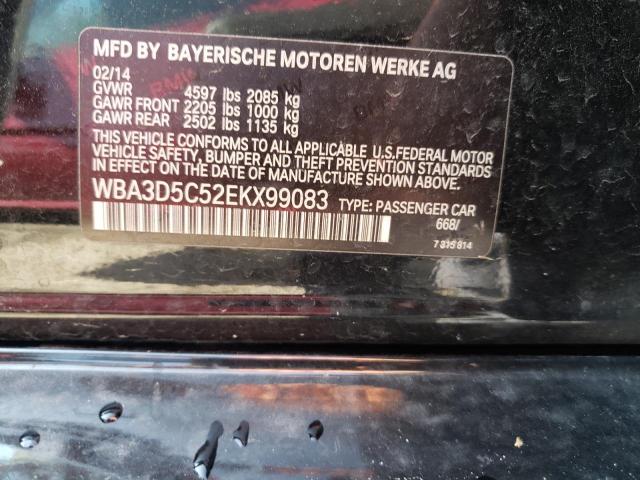 MFD BY BAYERISCHE MOTOREN WERKE AG
02/14
GVWR 4597 lbs 2085 kg
GAWR FRONT 2205 lbs 1000 kg
GAWR REAR 2502 lbs 1135 kg
THIS VEHICLE CONFORMS TO ALL APPLICABLE U.S.FEDERAL MOTOR
VEHICLE SAFETY, BUMPER AND THEFT PREVENTION STANDARDS
IN EFFECT ON THE DATE OF MANUFACTURE SHOWN ABOVE.
WBA3D5C52EKX99083 TYPE: PASSENGER CAR
668/
7 315 814